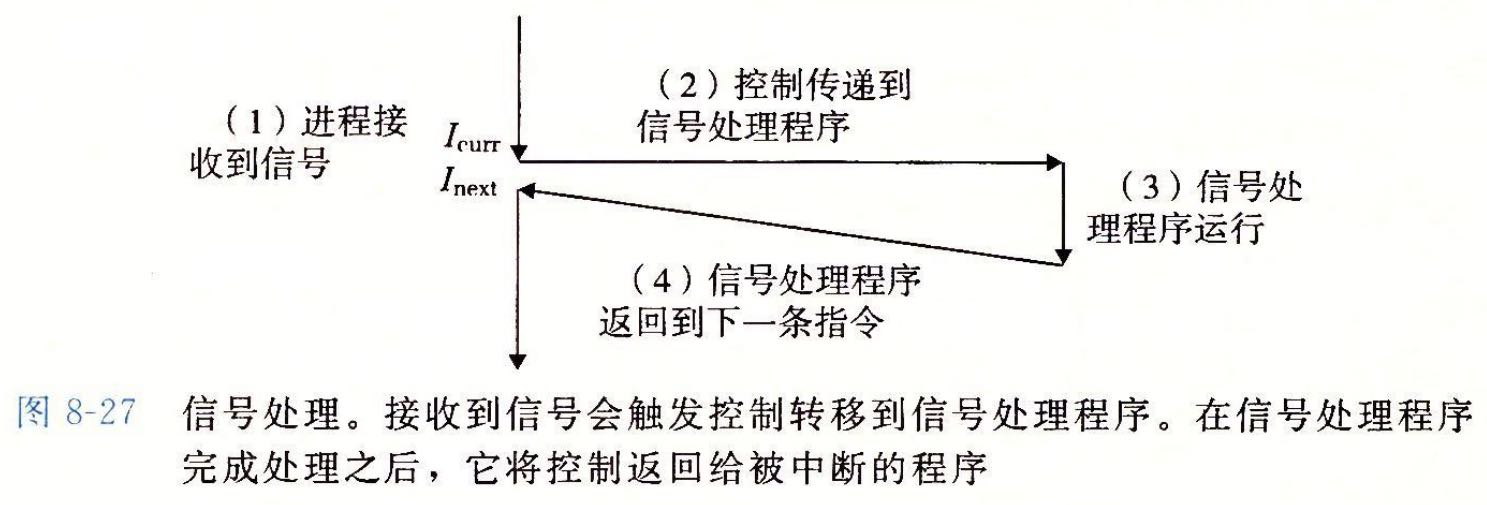 （2）控制传递到
信号处理程序
（1）进程接
收到信号
Icurr
Inext
（3）信号处
理程序运行
（4）信号处理程序
返回到下一条指令
图 8-27 信号处理。接收到信号会触发控制转移到信号处理程序。在信号处理程序
完成处理之后，它将控制返回给被中断的程序